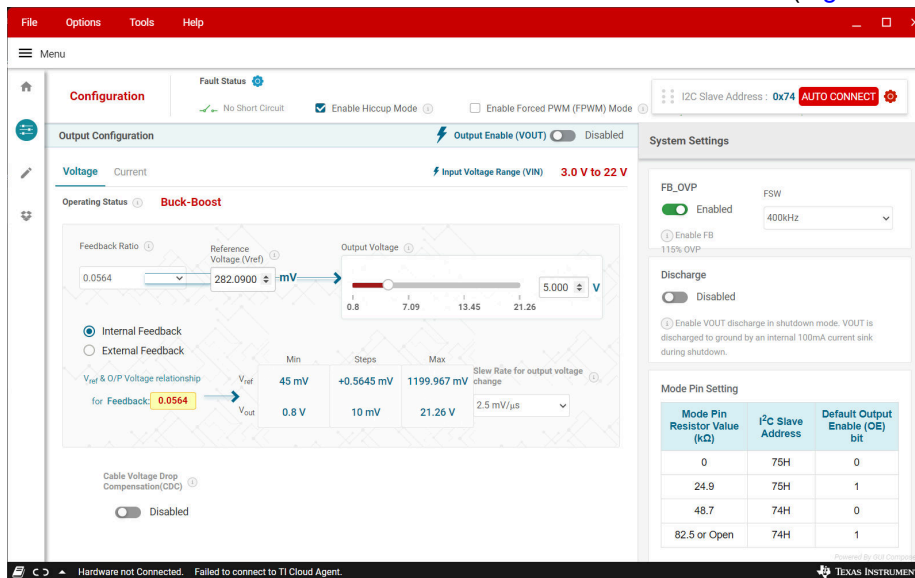 File Options Tools Help
Menu
Fault Status
Configuration
No Short Circuit Enable Hiccup Mode Enable Forced PWM (FPWM) Mode
I2C Slave Address : 0x74 AUTO CONNECT
Output Configuration Output Enable (VOUT) Disabled
System Settings
Voltage Current Input Voltage Range (VIN) 3.0 V to 22 V
Operating Status Buck-Boost
Feedback Ratio Reference Voltage (Vref) Output Voltage
0.0564 282.0900 mV
5.000 V
0.8 7.09 13.45 21.26
Internal Feedback
External Feedback
Vref & O/P Voltage relationship
for Feedback: 0.0564
Min Steps Max
Vref 45 mV +0.5645 mV 1199.967 mV
Vout 0.8 V 10 mV 21.26 V
Slew Rate for output voltage
change
2.5 mV/µs
Cable Voltage Drop
Compensation(CDC)
Disabled
FB_OVP FSW
Enabled 400kHz
Enable FB
115% OVP
Discharge
Disabled
Enable VOUT discharge in shutdown mode. VOUT is
discharged to ground by an internal 100mA current sink
during shutdown.
Mode Pin Setting
Mode Pin Resistor Value (kΩ) I2C Slave Address Default Output Enable (OE) bit
0 75H 0
24.9 75H 1
48.7 74H 0
82.5 or Open 74H 1
Powered By GUI Compose
Hardware not Connected. Failed to connect to TI Cloud Agent. TEXAS INSTRUMEN